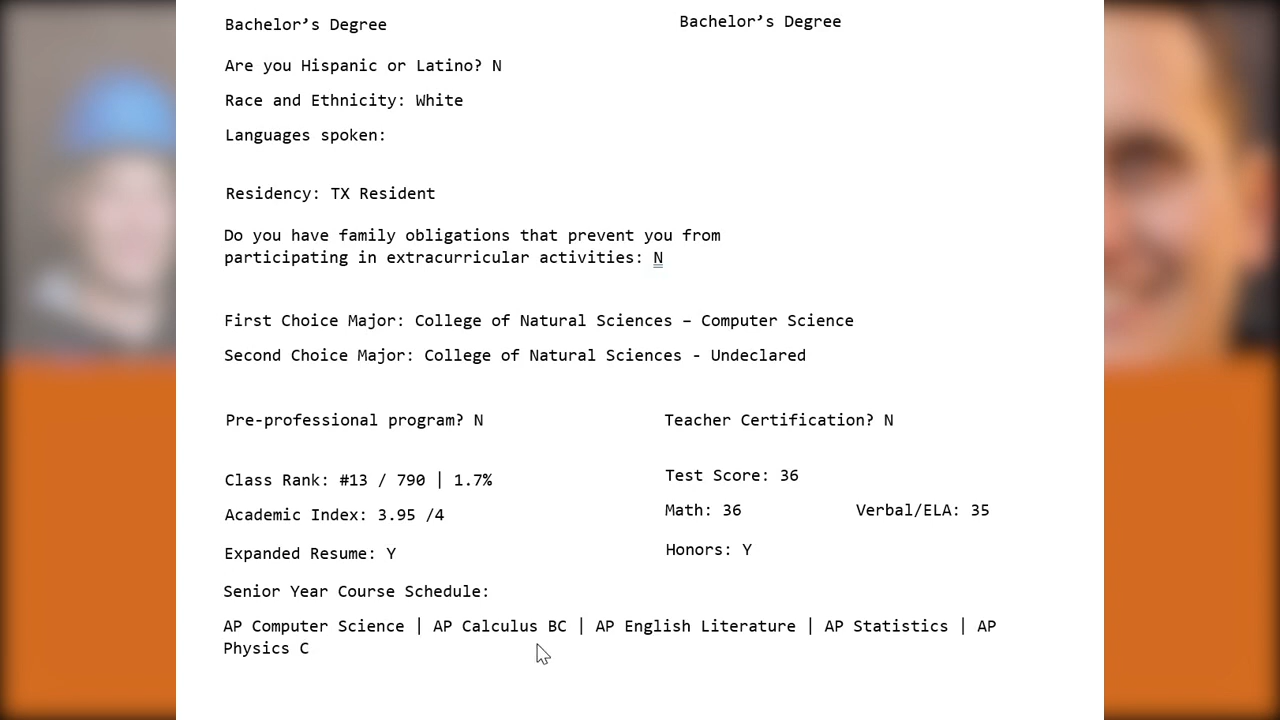 Bachelor’s Degree Bachelor’s Degree
Are you Hispanic or Latino? N
Race and Ethnicity: White
Languages spoken:
Residency: TX Resident
Do you have family obligations that prevent you from
participating in extracurricular activities: N
First Choice Major: College of Natural Sciences – Computer Science
Second Choice Major: College of Natural Sciences - Undeclared
Pre-professional program? N Teacher Certification? N
Class Rank: #13 / 790 | 1.7% Test Score: 36
Academic Index: 3.95 /4 Math: 36 Verbal/ELA: 35
Expanded Resume: Y Honors: Y
Senior Year Course Schedule:
AP Computer Science | AP Calculus BC | AP English Literature | AP Statistics | AP
Physics C